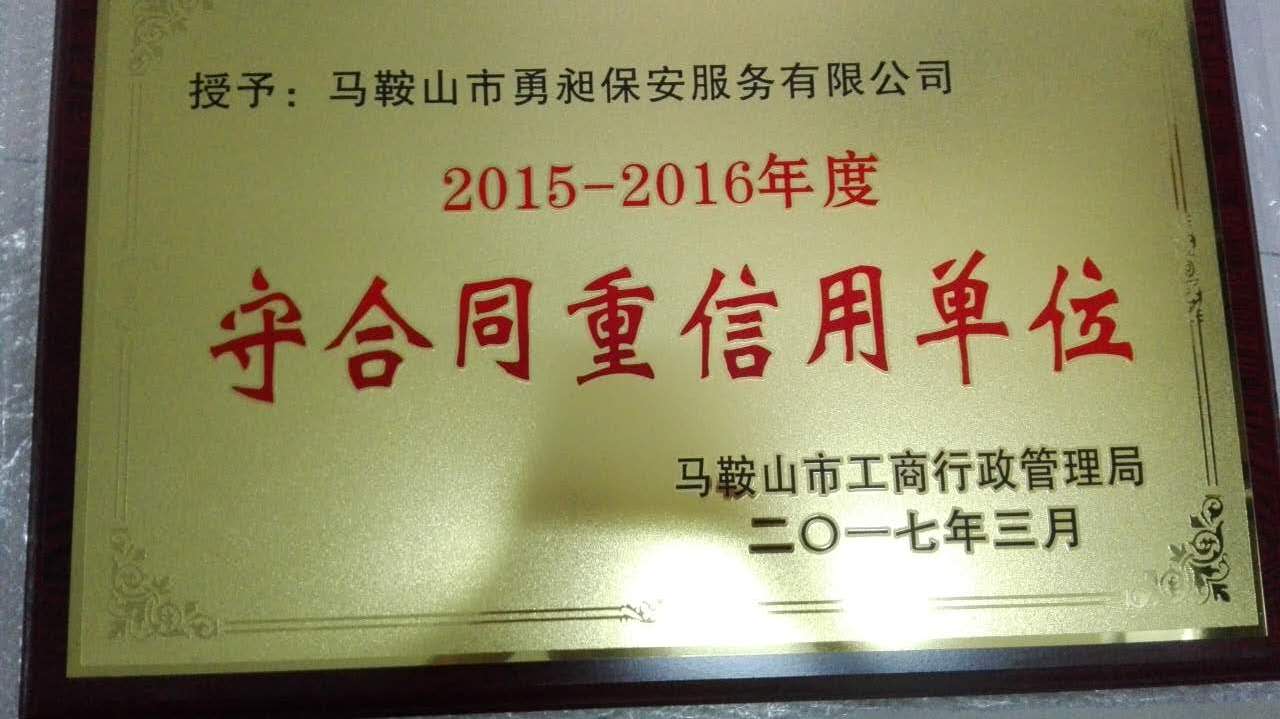 授予：马鞍山市勇昶保安服务有限公司
2015-2016年度
守合同重信用单位
马鞍山市工商行政管理局
二〇一七年三月